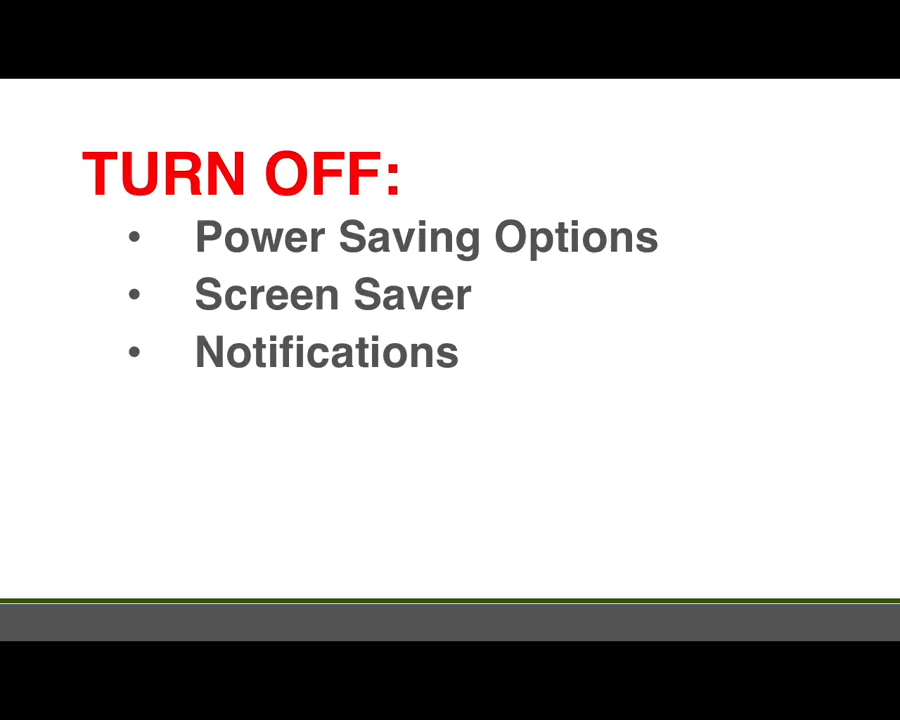 TURN OFF:
• Power Saving Options
• Screen Saver
• Notifications